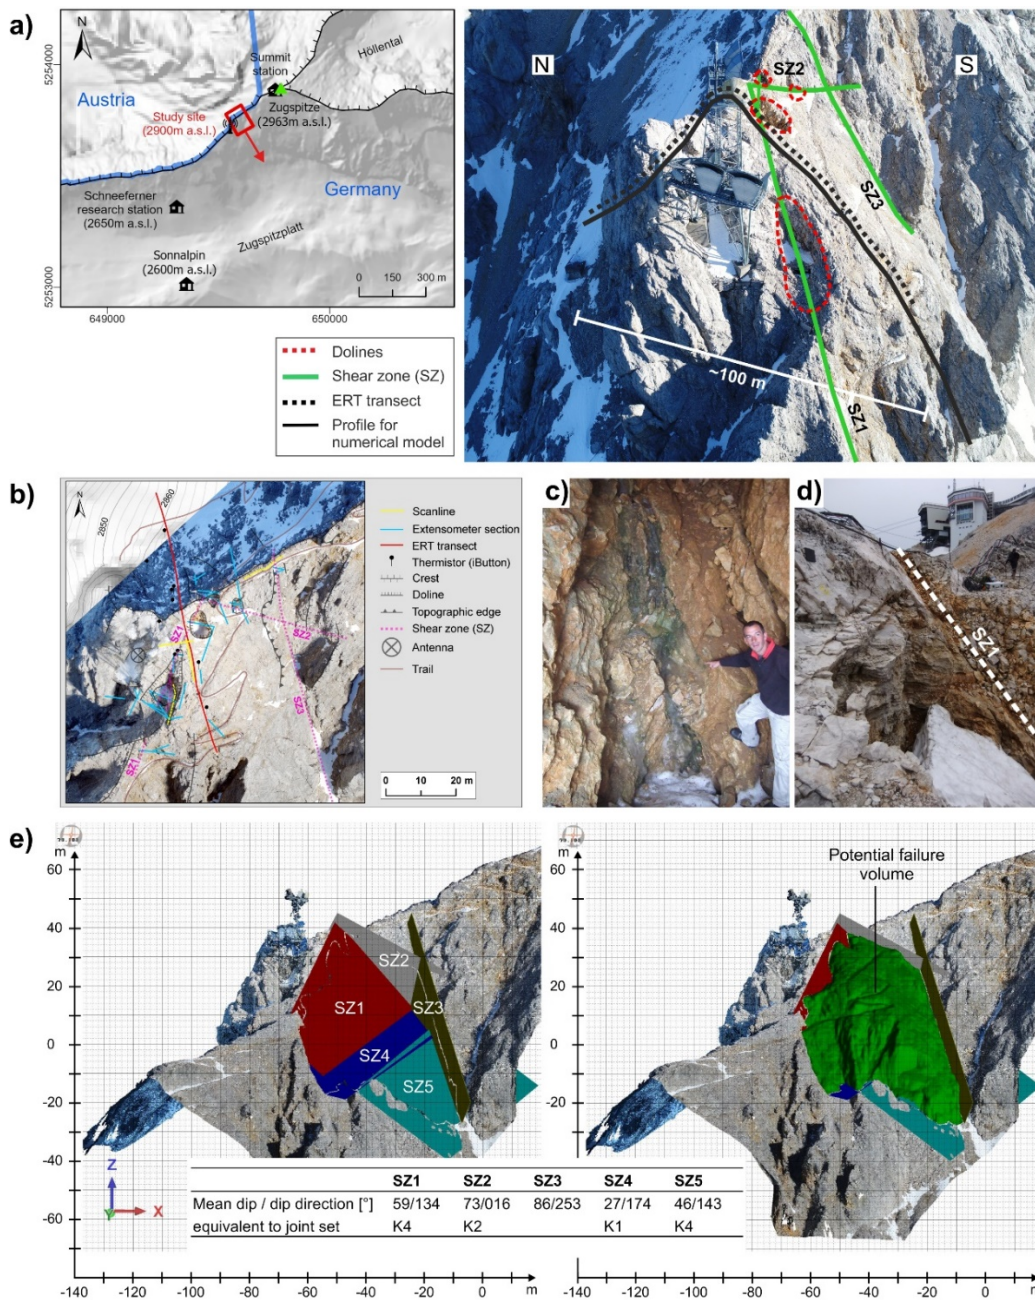 a)
N
Höllental
Summit
station
Austria
Zugspitze
(2963m a.s.l.)
Study site
(2900m a.s.l.)
Germany
Schneeferner
research station
(2650m a.s.l.)
Zugspitzplatt
Sonnalpin
(2600m a.s.l.)
0 150 300 m
5254000
5253000
649000
650000
Dolines
Shear zone (SZ)
ERT transect
Profile for
numerical model
N
S
SZ2
SZ3
~100 m
SZ1
b)
N
2850
2860
SZ1
SZ2
SZ3
SZ1
Scanline
Extensometer section
ERT transect
Thermistor (iButton)
Crest
Doline
Topographic edge
Shear zone (SZ)
Antenna
Trail
0 10 20 m
c)
d)
SZ1
e)
m
60
40
20
0
-20
-40
-60
SZ2
SZ1
SZ3
SZ4
SZ5
Z
Y
X
-140 -120 -100 -80 -60 -40 -20 0 m
m
60
40
20
0
-20
-40
-60
Potential failure
volume
-140 -120 -100 -80 -60 -40 -20 0 m
SZ1 SZ2 SZ3 SZ4 SZ5
Mean dip / dip direction [°] 59/134 73/016 86/253 27/174 46/143
equivalent to joint set K4 K2 K1 K4